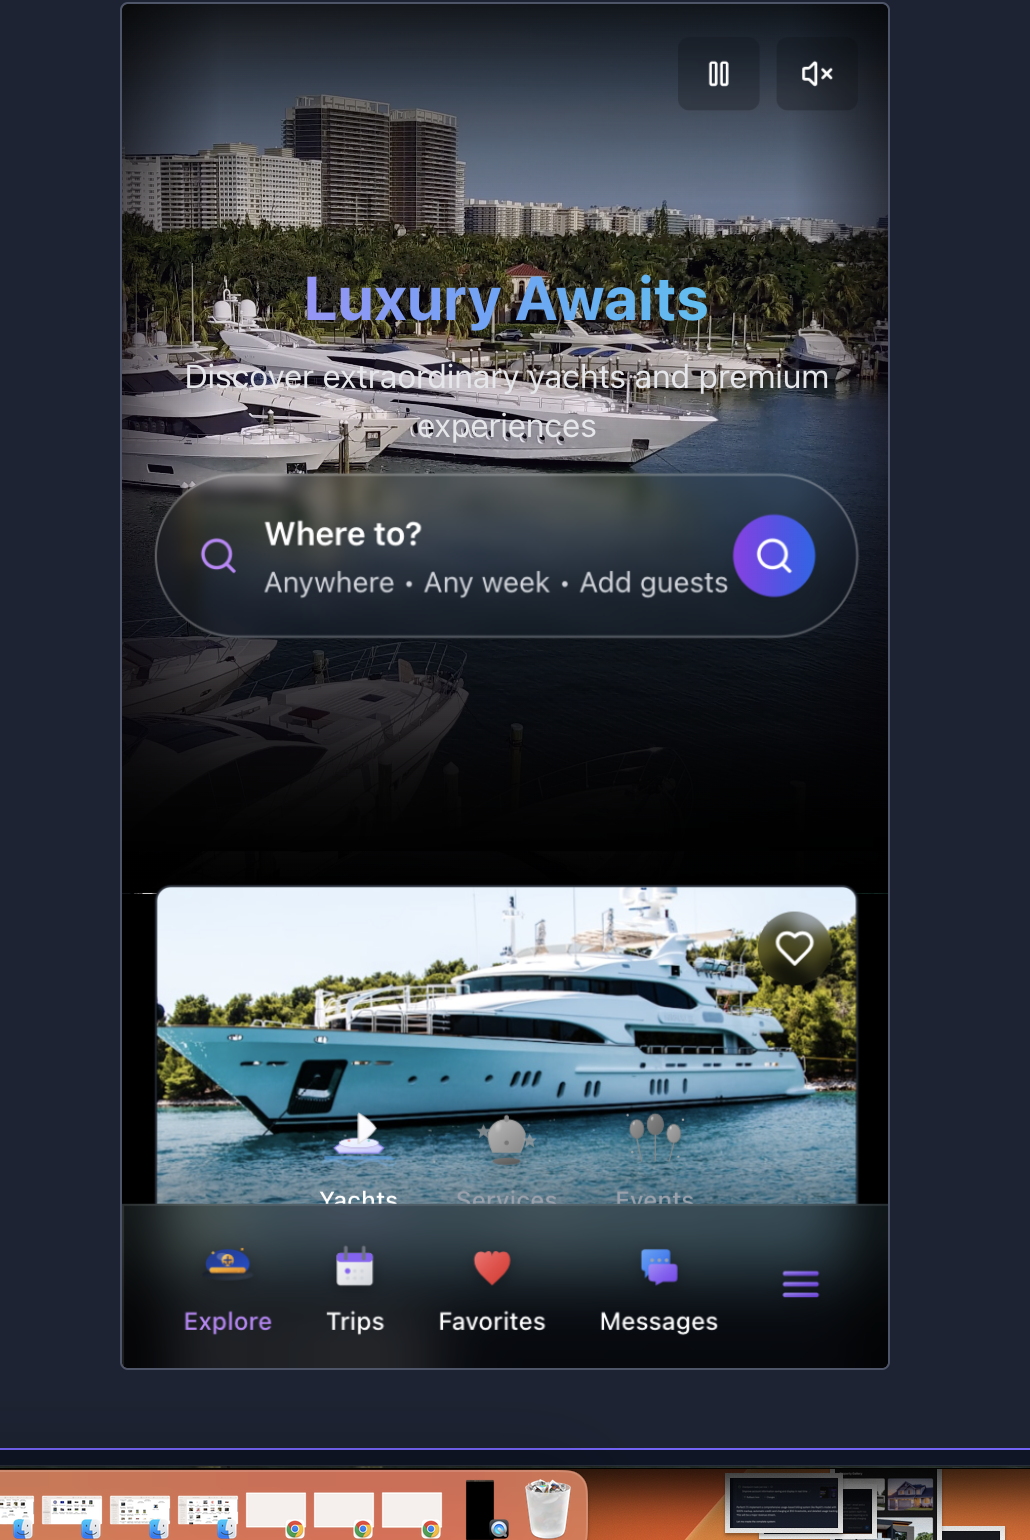 Luxury Awaits
Discover extraordinary yachts and premium
experiences
Where to?
Anywhere • Any week • Add guests
Yachts Services Events
Explore Trips Favorites Messages